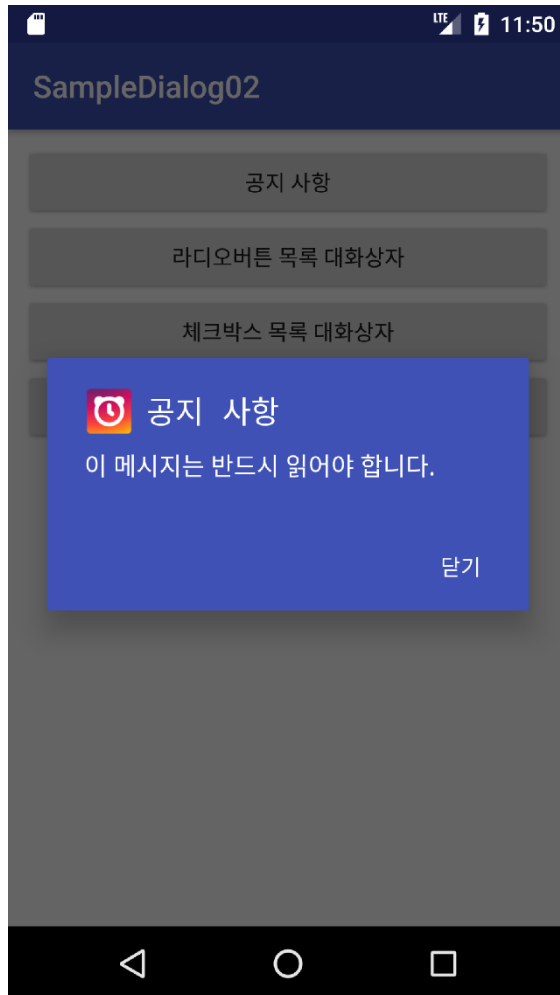 LTE 11:50
SampleDialog02
공지 사항
라디오버튼 목록 대화상자
체크박스 목록 대화상자
공지 사항
이 메시지는 반드시 읽어야 합니다.
닫기